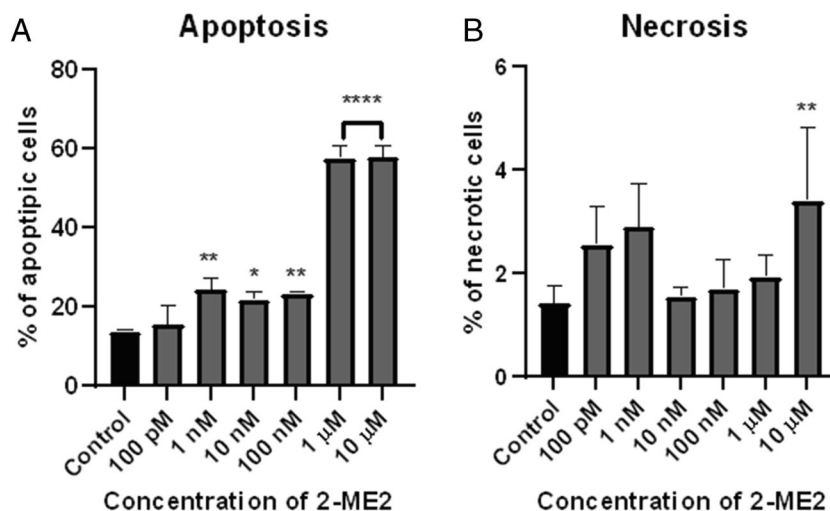 A
Apoptosis
% of apoptipic cells
80
60
40
20
0
**
*
**
****
Control
100 pM
1 nM
10 nM
100 nM
1 μM
10 μM
Concentration of 2-ME2
B
Necrosis
% of necrotic cells
6
4
2
0
**
Control
100 pM
1 nM
10 nM
100 nM
1 μM
10 μM
Concentration of 2-ME2